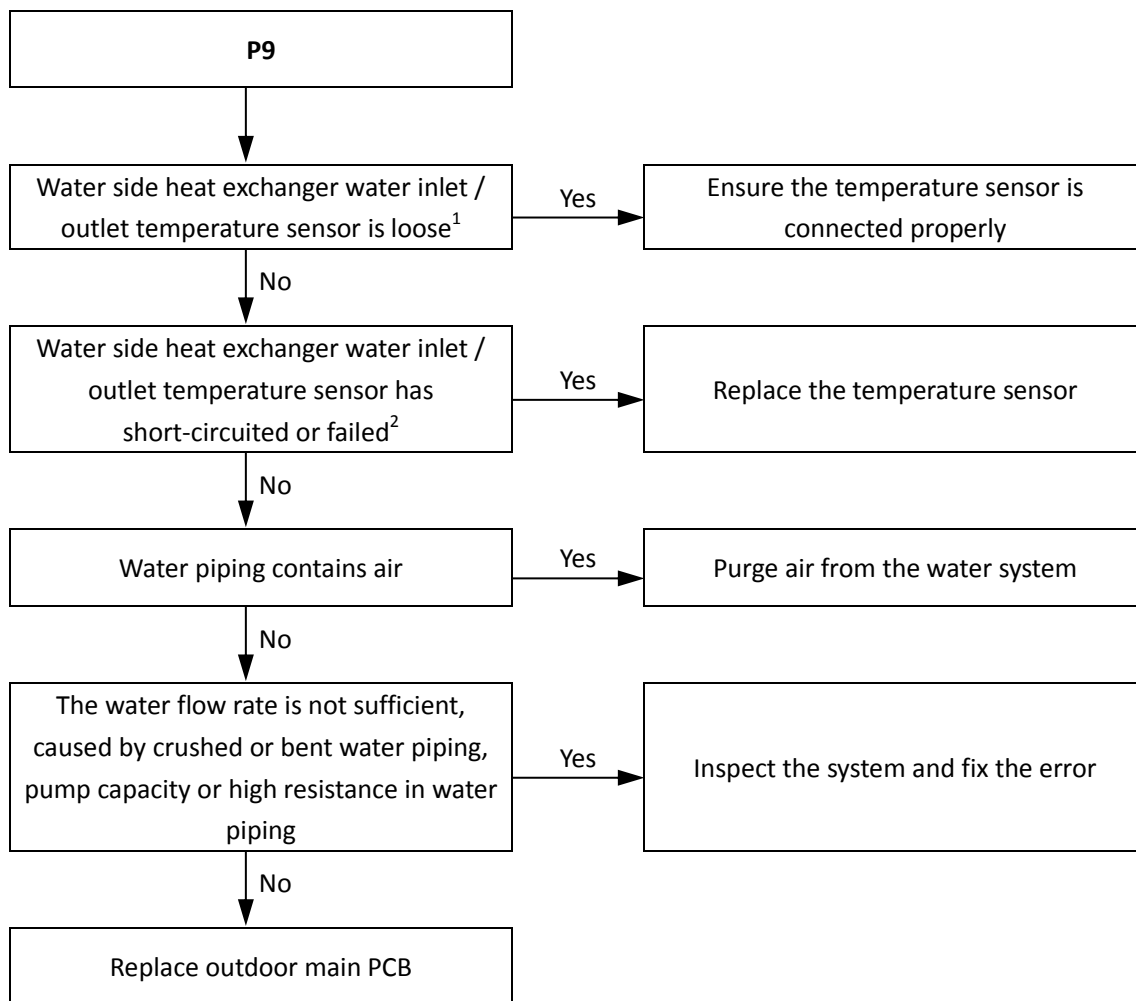 P9
Water side heat exchanger water inlet /
outlet temperature sensor is loose¹
Yes
Ensure the temperature sensor is
connected properly
No
Water side heat exchanger water inlet /
outlet temperature sensor has
short-circuited or failed²
Yes
Replace the temperature sensor
No
Water piping contains air
Yes
Purge air from the water system
No
The water flow rate is not sufficient,
caused by crushed or bent water piping,
pump capacity or high resistance in water
piping
Yes
Inspect the system and fix the error
No
Replace outdoor main PCB